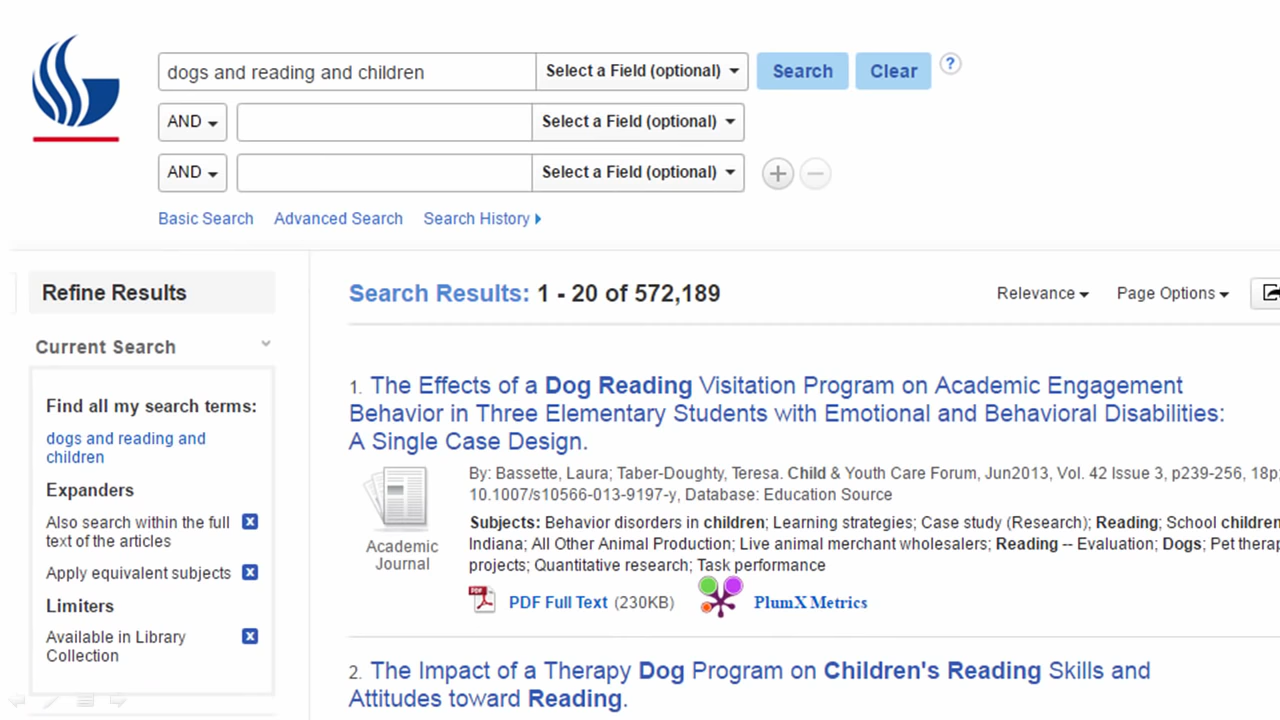 dogs and reading and children Select a Field (optional) Search Clear ?
AND Select a Field (optional)
AND Select a Field (optional)
Basic Search Advanced Search Search History
Refine Results
Current Search
Find all my search terms:
dogs and reading and
children
Expanders
Also search within the full
text of the articles
Apply equivalent subjects
Limiters
Available in Library
Collection
Search Results: 1 - 20 of 572,189 Relevance Page Options
1. The Effects of a Dog Reading Visitation Program on Academic Engagement
Behavior in Three Elementary Students with Emotional and Behavioral Disabilities:
A Single Case Design.
Academic
Journal
By: Bassette, Laura; Taber-Doughty, Teresa. Child & Youth Care Forum, Jun2013, Vol. 42 Issue 3, p239-256, 18p;
10.1007/s10566-013-9197-y, Database: Education Source
Subjects: Behavior disorders in children; Learning strategies; Case study (Research); Reading; School children
Indiana; All Other Animal Production; Live animal merchant wholesalers; Reading -- Evaluation; Dogs; Pet therap
projects; Quantitative research; Task performance
PDF PDF Full Text (230KB) PlumX Metrics
2. The Impact of a Therapy Dog Program on Children's Reading Skills and
Attitudes toward Reading.